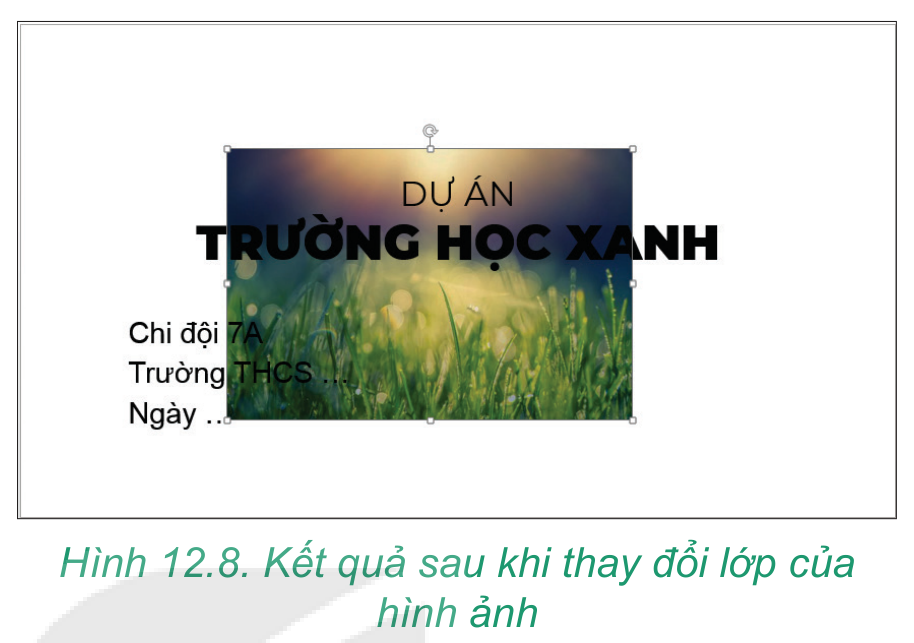 DỰ ÁN
TRƯỜNG HỌC XANH
Chi đội 7A
Trường THCS ...
Ngày ...
Hình 12.8. Kết quả sau khi thay đổi lớp của
hình ảnh